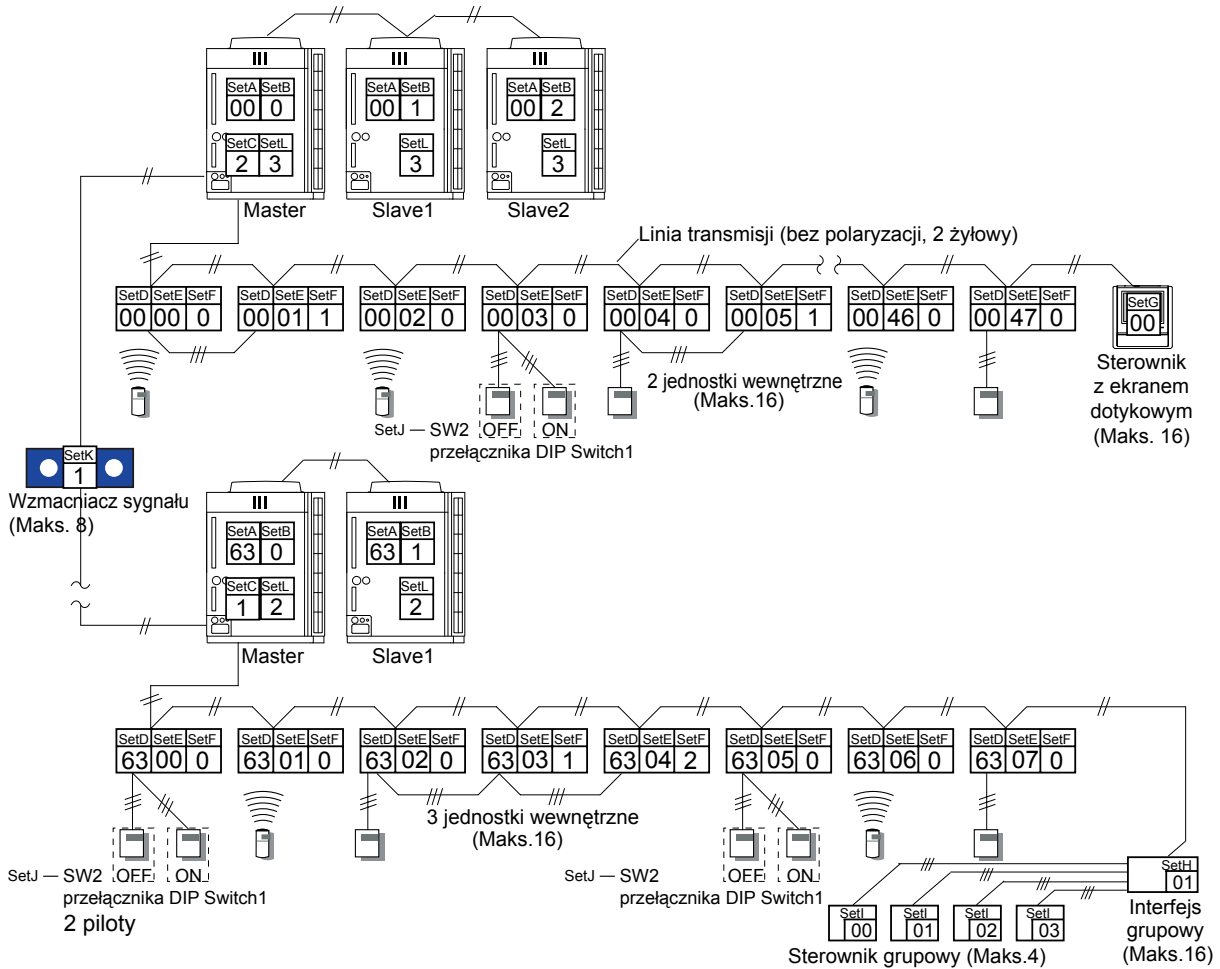 SetA SetB SetA SetB SetA SetB
00 0 00 1 00 2
SetC SetL SetL SetL
2 3 3 3
Master Slave1 Slave2
Linia transmisji (bez polaryzacji, 2 żyłowy)
SetD SetE SetF SetD SetE SetF SetD SetE SetF SetD SetE SetF SetD SetE SetF SetD SetE SetF SetD SetE SetF SetD SetE SetF SetG
00 00 0 00 01 1 00 02 0 00 03 0 00 04 0 00 05 1 00 46 0 00 47 0 00
Sterownik
z ekranem
dotykowym
(Maks. 16)
2 jednostki wewnętrzne
(Maks.16)
SetJ — SW2 OFF ON
przełącznika DIP Switch1
SetK
1
Wzmacniacz sygnału
(Maks. 8)
SetA SetB SetA SetB
63 0 63 1
SetC SetL SetL
1 2 2
Master Slave1
SetD SetE SetF SetD SetE SetF SetD SetE SetF SetD SetE SetF SetD SetE SetF SetD SetE SetF SetD SetE SetF SetD SetE SetF
63 00 0 63 01 0 63 02 0 63 03 1 63 04 2 63 05 0 63 06 0 63 07 0
3 jednostki wewnętrzne
(Maks.16)
SetJ — SW2 OFF ON
przełącznika DIP Switch1
2 piloty
SetJ — SW2 OFF ON
przełącznika DIP Switch1
SetH
01
Interfejs
grupowy
(Maks.16)
SetI SetI SetI SetI
00 01 02 03
Sterownik grupowy (Maks.4)